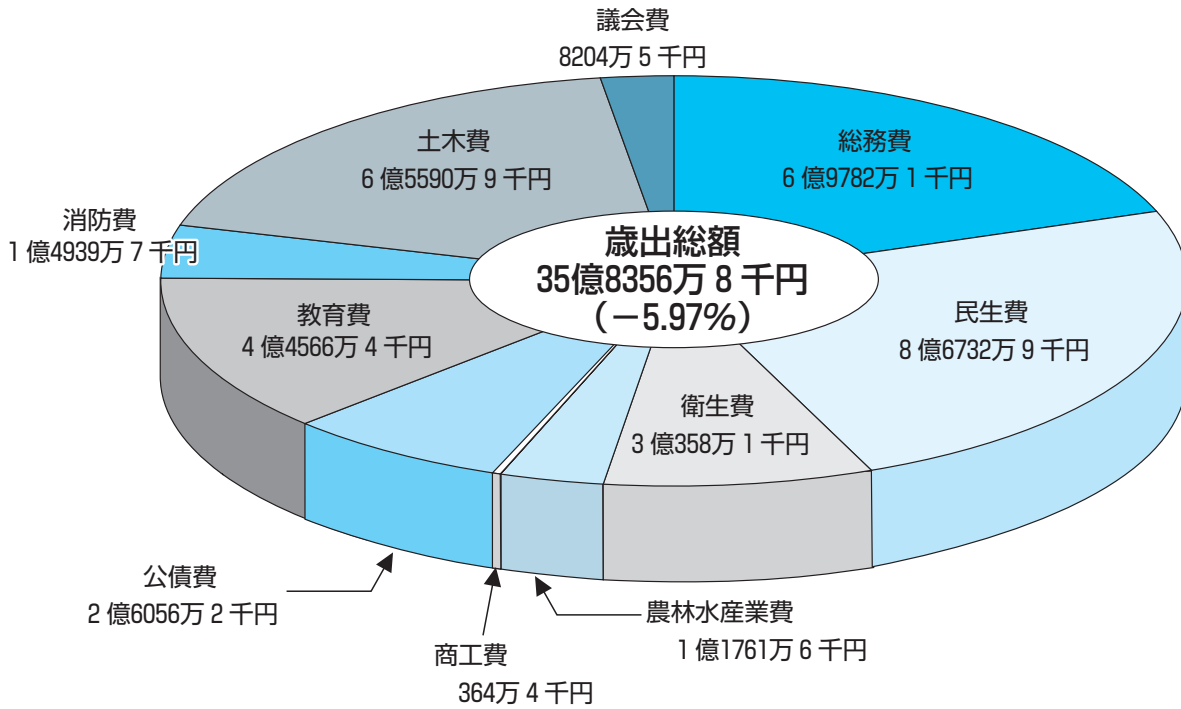 議会費
8204万5千円
総務費
6億9782万1千円
土木費
6億5590万9千円
消防費
1億4939万7千円
歳出総額
35億8356万8千円
（－5.97％）
教育費
4億4566万4千円
民生費
8億6732万9千円
衛生費
3億358万1千円
公債費
2億6056万2千円
農林水産業費
1億1761万6千円
商工費
364万4千円